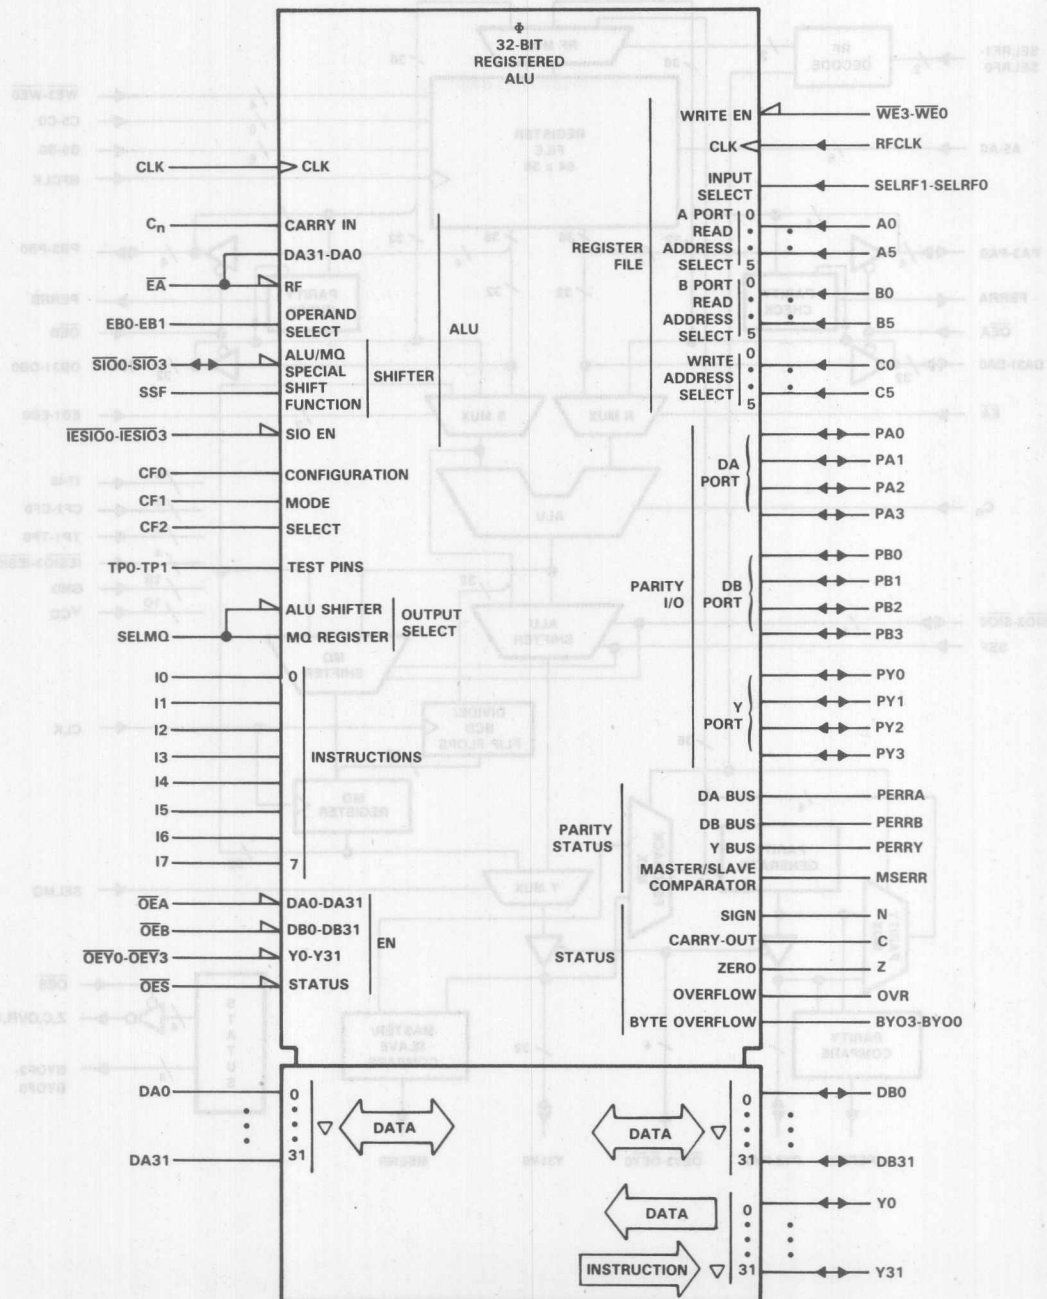 Φ
32-BIT
REGISTERED
ALU
CLK
CLK
Cn
CARRY IN
DA31-DA0
EA
RF
EB0-EB1
OPERAND
SELECT
ALU
SIO0-SIO3
ALU/MQ
SPECIAL
SHIFT
FUNCTION
SSF
SHIFTER
IESIO0-IESIO3
SIO EN
CF0
CONFIGURATION
CF1
MODE
CF2
SELECT
TP0-TP1
TEST PINS
ALU SHIFTER
SELMQ
MQ REGISTER
OUTPUT
SELECT
I0
0
I1
I2
I3
INSTRUCTIONS
I4
I5
I6
I7
7
OEA
DA0-DA31
OEB
DB0-DB31
EN
OEY0-OEY3
Y0-Y31
OES
STATUS
WRITE EN
WE3-WE0
CLK
RFCLK
INPUT
SELECT
SELRF1-SELRF0
REGISTER
FILE
A PORT
READ
ADDRESS
SELECT
0
5
A0
A5
B PORT
READ
ADDRESS
SELECT
0
5
B0
B5
WRITE
ADDRESS
SELECT
0
5
C0
C5
PARITY
I/O
DA
PORT
PA0
PA1
PA2
PA3
DB
PORT
PB0
PB1
PB2
PB3
Y
PORT
PY0
PY1
PY2
PY3
PARITY
STATUS
DA BUS
PERRA
DB BUS
PERRB
Y BUS
PERRY
MASTER/SLAVE
COMPARATOR
MSERR
STATUS
SIGN
N
CARRY-OUT
C
ZERO
Z
OVERFLOW
OVR
BYTE OVERFLOW
BYO3-BYO0
DA0
0
DATA
31
DA31
DATA
0
31
DB0
DB31
DATA
0
Y0
INSTRUCTION
31
Y31